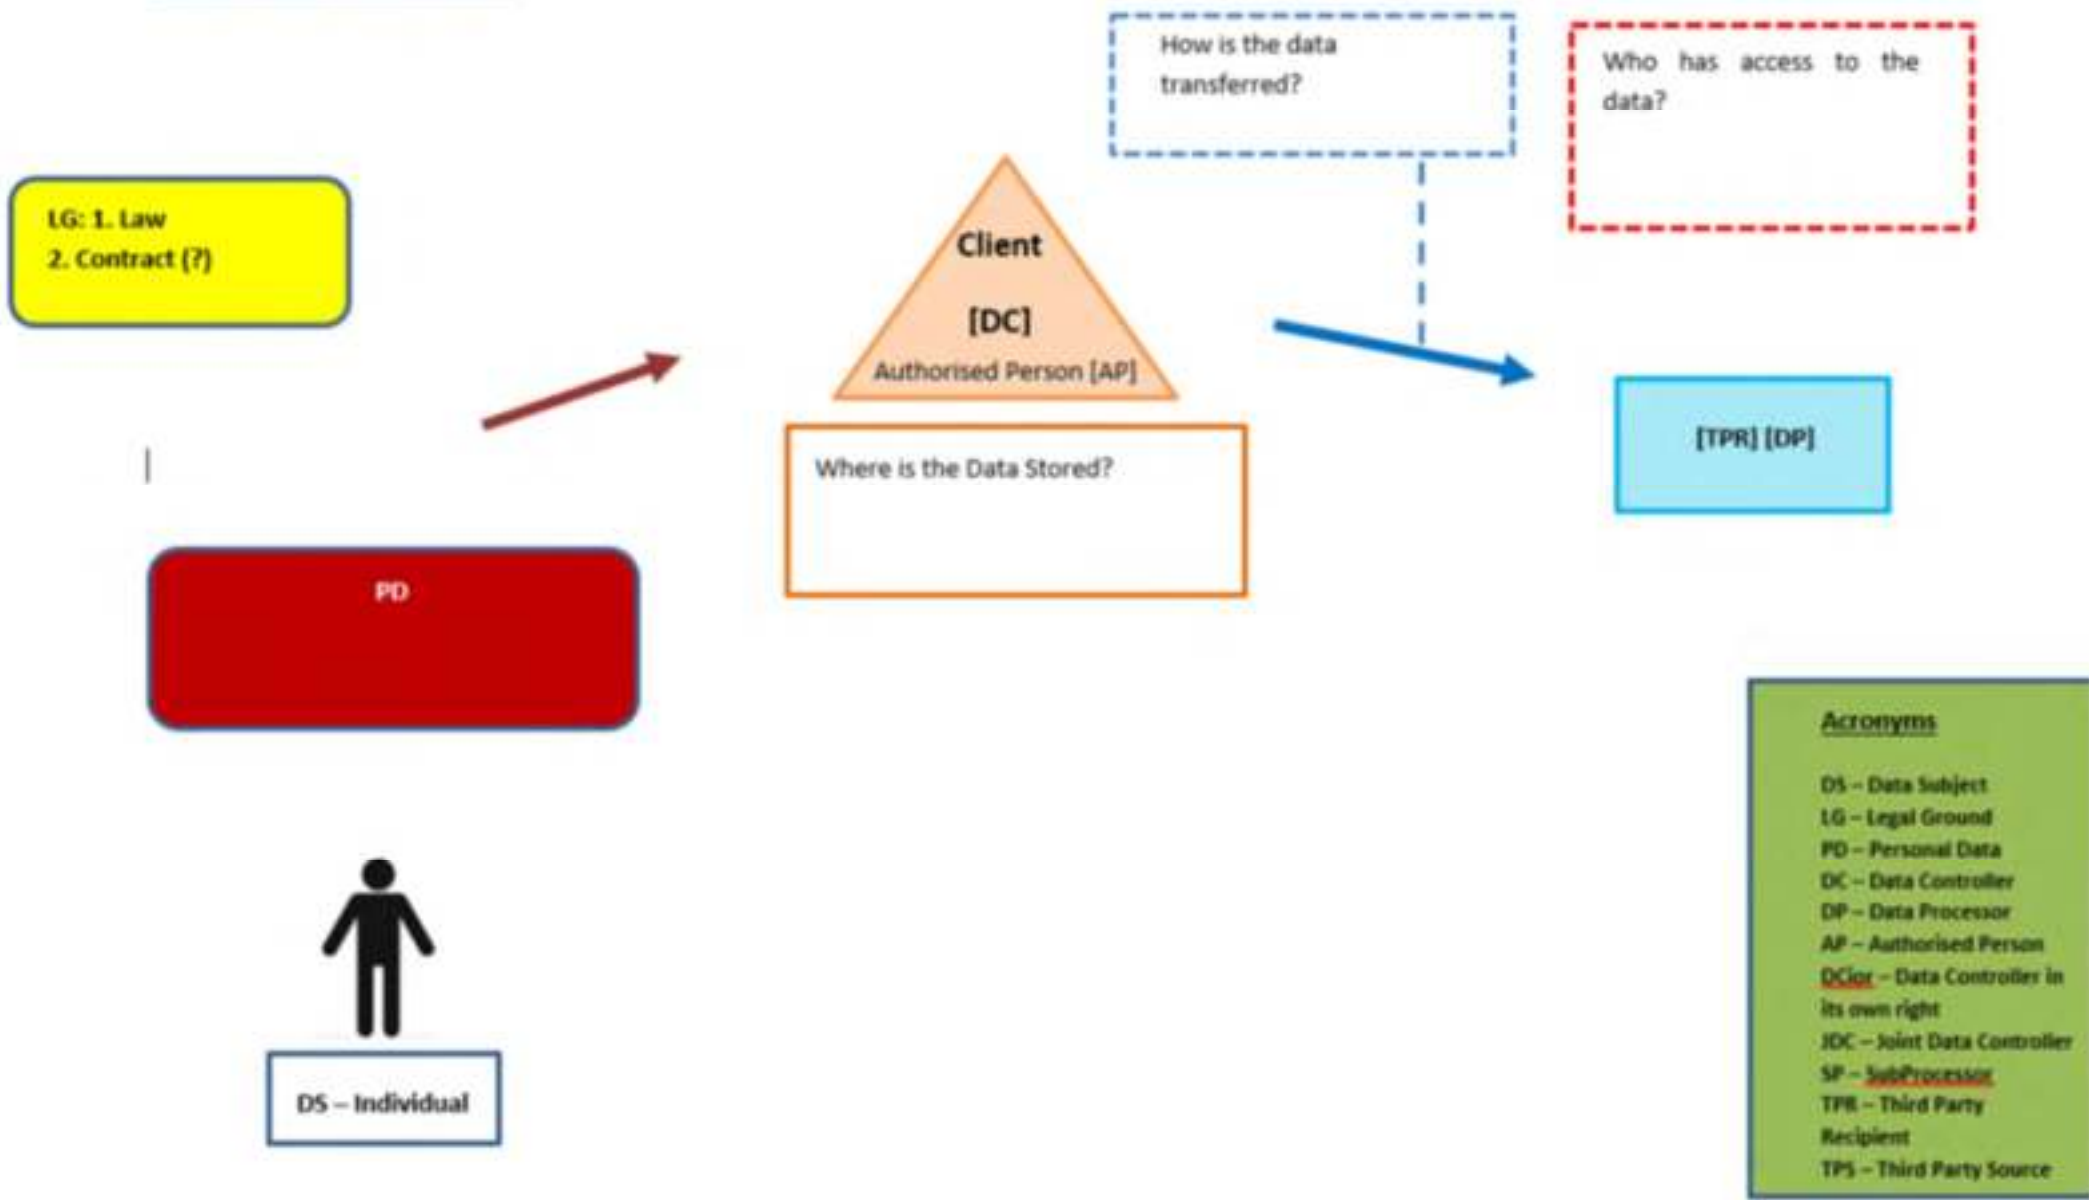 How is the data
transferred?
Who has access to the
data?
LG: 1. Law
2. Contract (?)
Client
[DC]
Authorised Person [AP]
Where is the Data Stored?
[TPR] [DP]
PD
DS – Individual
Acronyms
DS – Data Subject
LG – Legal Ground
PD – Personal Data
DC – Data Controller
DP – Data Processor
AP – Authorised Person
DCior – Data Controller in
its own right
JDC – Joint Data Controller
SP – SubProcessor
TPR – Third Party
Recipient
TPS – Third Party Source